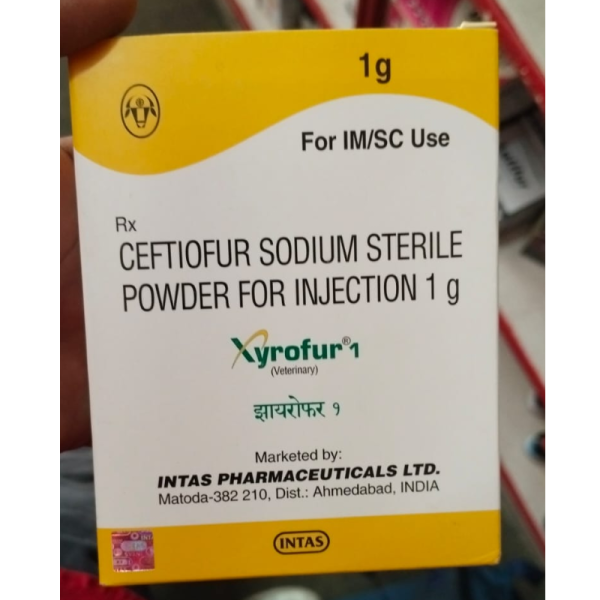 1g
For IM/SC Use
Rx
CEFTIOFUR SODIUM STERILE
POWDER FOR INJECTION 1 g
Xyrofur® 1
(Veterinary)
झायरोफर १
Marketed by:
INTAS PHARMACEUTICALS LTD.
Matoda-382 210, Dist.: Ahmedabad, INDIA
INTAS